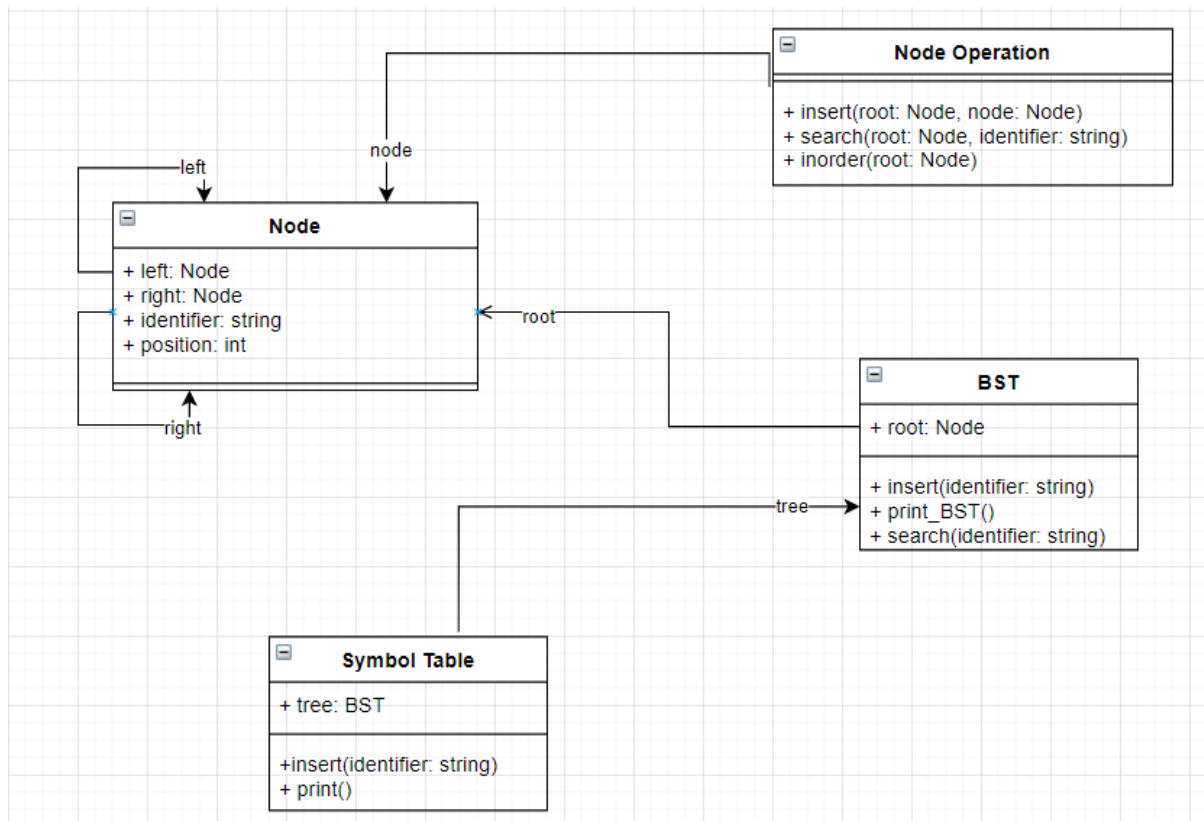 Node Operation
+ insert(root: Node, node: Node)
+ search(root: Node, identifier: string)
+ inorder(root: Node)
node
left
Node
+ left: Node
+ right: Node
+ identifier: string
+ position: int
right
root
BST
+ root: Node
+ insert(identifier: string)
+ print_BST()
+ search(identifier: string)
tree
Symbol Table
+ tree: BST
+insert(identifier: string)
+ print()